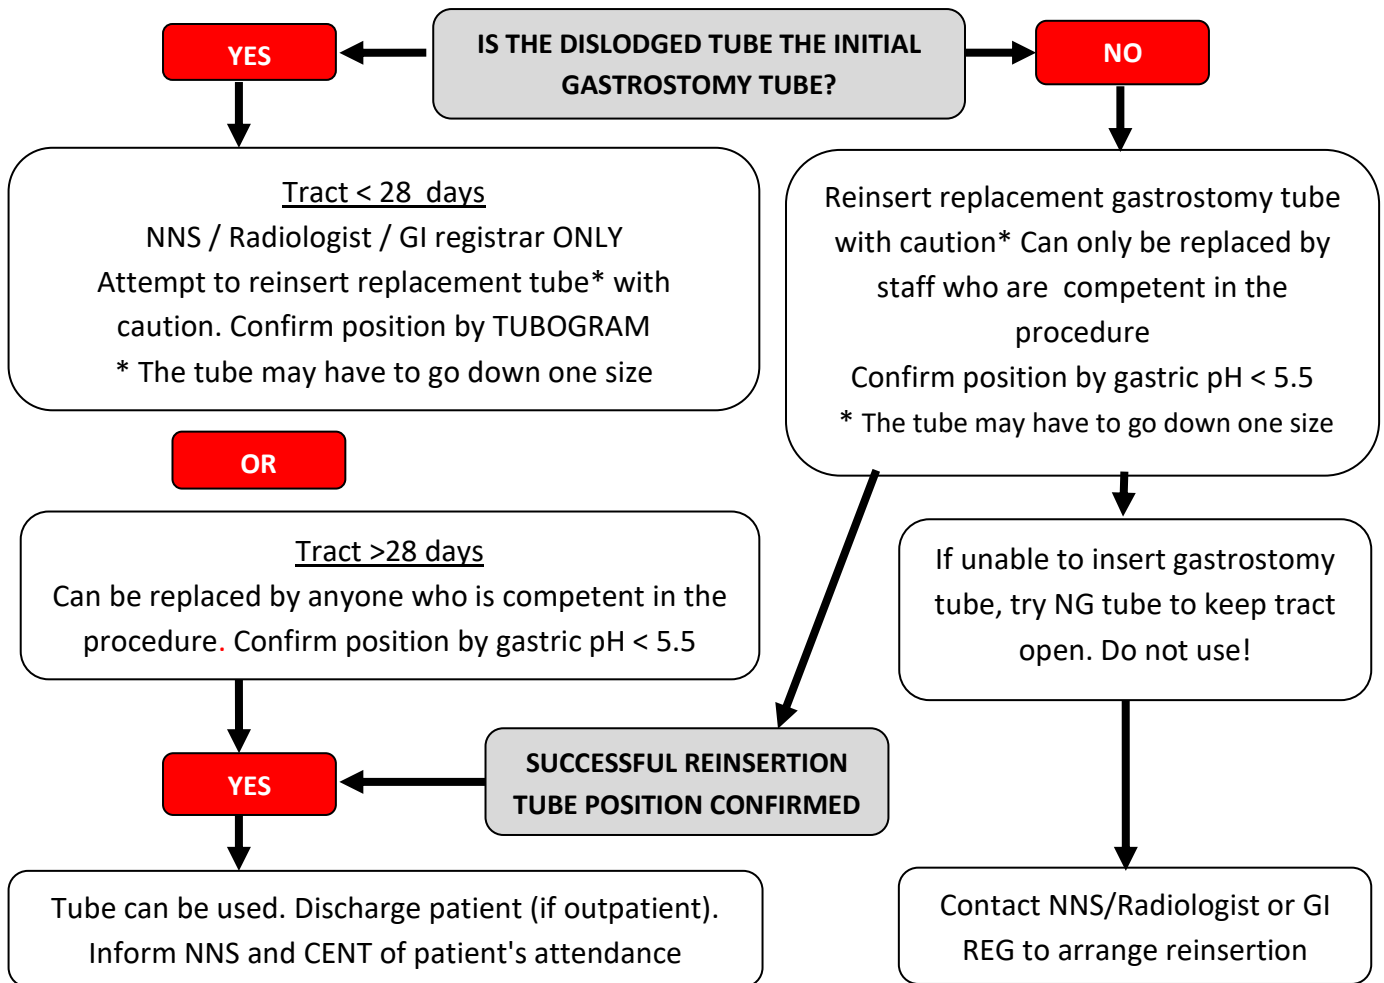 IS THE DISLODGED TUBE THE INITIAL
GASTROSTOMY TUBE?
YES
NO
Tract < 28 days
NNS / Radiologist / GI registrar ONLY
Attempt to reinsert replacement tube* with
caution. Confirm position by TUBOGRAM
* The tube may have to go down one size
OR
Tract >28 days
Can be replaced by anyone who is competent in the
procedure. Confirm position by gastric pH < 5.5
Reinsert replacement gastrostomy tube
with caution* Can only be replaced by
staff who are competent in the
procedure
Confirm position by gastric pH < 5.5
* The tube may have to go down one size
If unable to insert gastrostomy
tube, try NG tube to keep tract
open. Do not use!
SUCCESSFUL REINSERTION
TUBE POSITION CONFIRMED
YES
Tube can be used. Discharge patient (if outpatient).
Inform NNS and CENT of patient's attendance
Contact NNS/Radiologist or GI
REG to arrange reinsertion